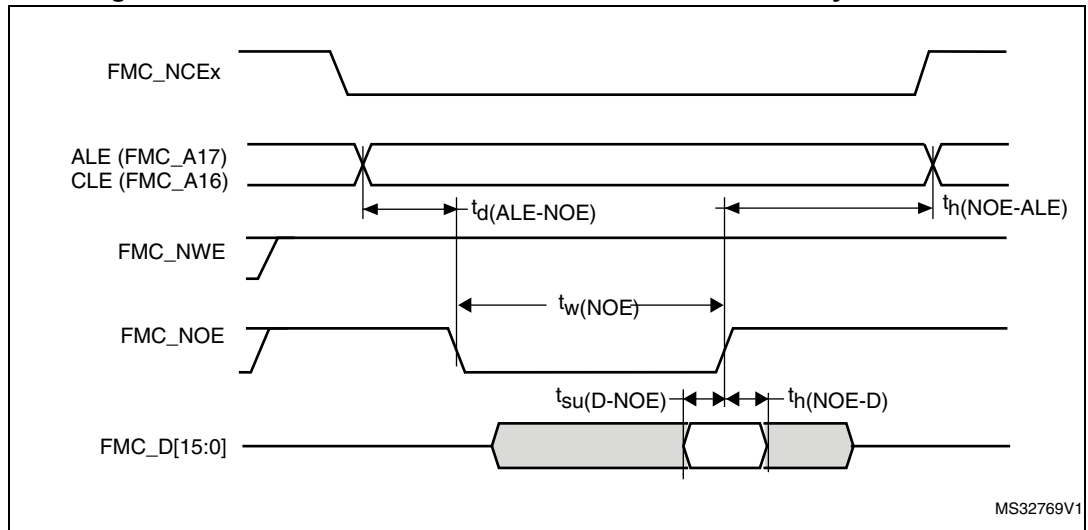 FMC_NCEx
ALE (FMC_A17)
CLE (FMC_A16)
td(ALE-NOE)
th(NOE-ALE)
FMC_NWE
tw(NOE)
FMC_NOE
tsu(D-NOE)
th(NOE-D)
FMC_D[15:0]
MS32769V1